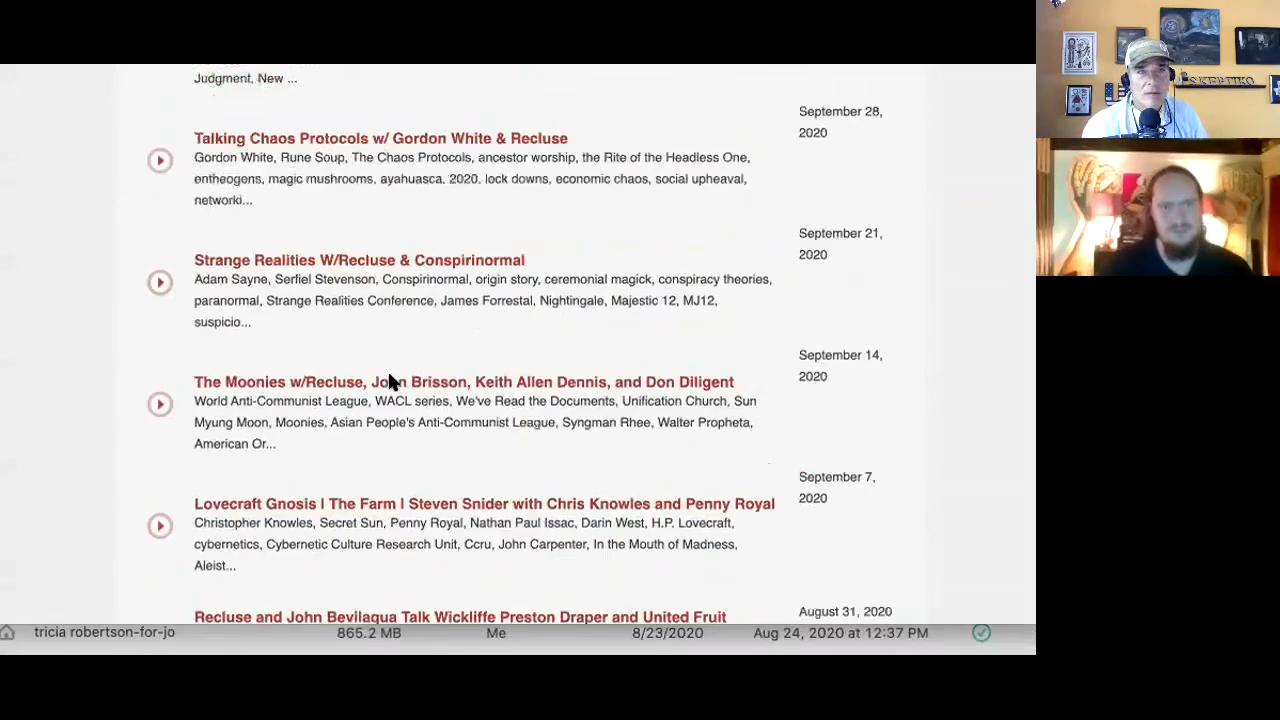 Judgment, New ...
September 28,
2020
Talking Chaos Protocols w/ Gordon White & Recluse
Gordon White, Rune Soup, The Chaos Protocols, ancestor worship, the Rite of the Headless One,
entheogens, magic mushrooms, ayahuasca, 2020, lock downs, economic chaos, social upheaval,
networki...
September 21,
2020
Strange Realities W/Recluse & Conspirinormal
Adam Sayne, Serfiel Stevenson, Conspirinormal, origin story, ceremonial magick, conspiracy theories,
paranormal, Strange Realities Conference, James Forrestal, Nightingale, Majestic 12, MJ12,
suspicio...
September 14,
2020
The Moonies w/Recluse, John Brisson, Keith Allen Dennis, and Don Diligent
World Anti-Communist League, WACL series, We've Read the Documents, Unification Church, Sun
Myung Moon, Moonies, Asian People's Anti-Communist League, Syngman Rhee, Walter Propheta,
American Or...
September 7,
2020
Lovecraft Gnosis | The Farm | Steven Snider with Chris Knowles and Penny Royal
Christopher Knowles, Secret Sun, Penny Royal, Nathan Paul Issac, Darin West, H.P. Lovecraft,
cybernetics, Cybernetic Culture Research Unit, Ccru, John Carpenter, In the Mouth of Madness,
Aleist...
August 31, 2020
Recluse and John Bevilaqua Talk Wickliffe Preston Draper and United Fruit
tricia robertson-for-jo 865.2 MB Me 8/23/2020 Aug 24, 2020 at 12:37 PM
SKEPTIKO